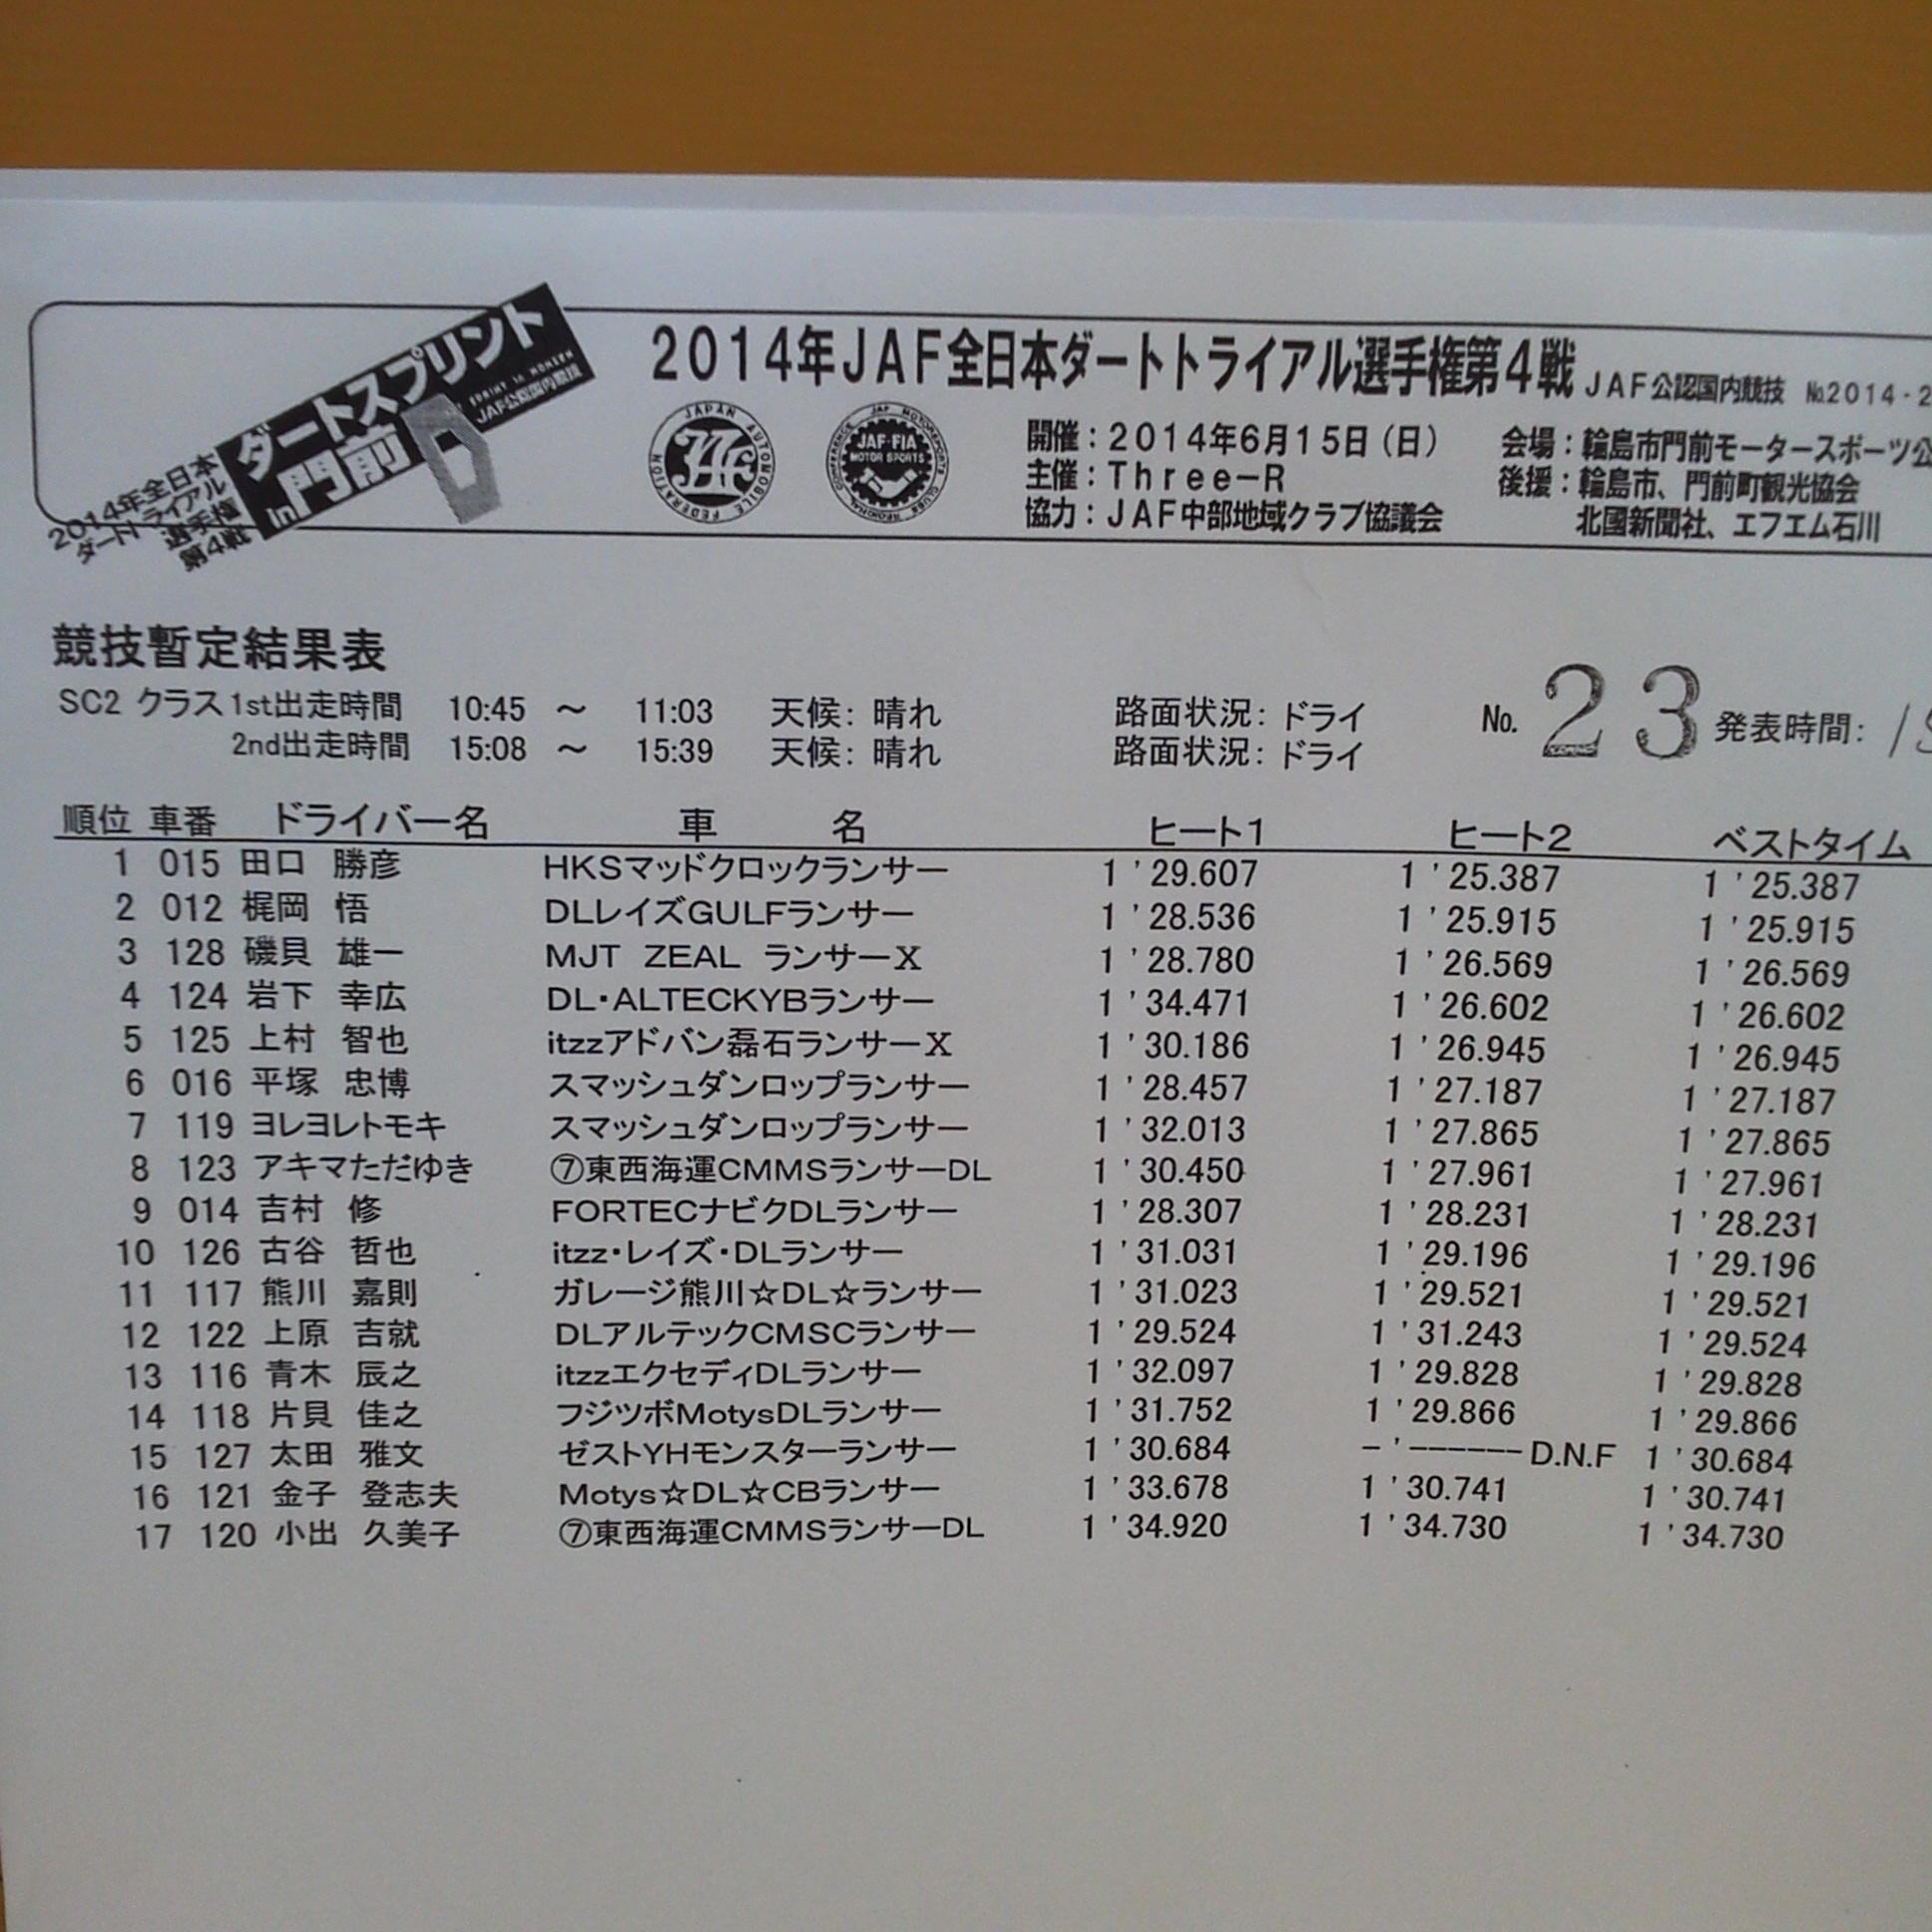 2014年JAF全日本ダートトライアル選手権第4戦 JAF公認国内競技 №2014-2
2014年全日本
ダートトライアル
選手権
第4戦
ダートスプリント
in門前
JAF公認国内競技
JAPAN AUTOMOBILE FEDERATION
JAF-FIA
MOTOR SPORTS
開催：2014年6月15日（日）
主催：Three－R
協力：JAF中部地域クラブ協議会
会場：輪島市門前モータースポーツ公
後援：輪島市、門前町観光協会
北國新聞社、エフエム石川
競技暫定結果表
SC2 クラス 1st出走時間 10:45 ～ 11:03 天候：晴れ 路面状況：ドライ No. 23 発表時間：
2nd出走時間 15:08 ～ 15:39 天候：晴れ 路面状況：ドライ
順位 車番 ドライバー名 車 名 ヒート1 ヒート2 ベストタイム
1 015 田口 勝彦 HKSマッドクロックランサー 1'29.607 1'25.387 1'25.387
2 012 梶岡 悟 DLレイズGULFランサー 1'28.536 1'25.915 1'25.915
3 128 磯貝 雄一 MJT ZEAL ランサーX 1'28.780 1'26.569 1'26.569
4 124 岩下 幸広 DL・ALTECKYBランサー 1'34.471 1'26.602 1'26.602
5 125 上村 智也 itzzアドバン磊石ランサーX 1'30.186 1'26.945 1'26.945
6 016 平塚 忠博 スマッシュダンロップランサー 1'28.457 1'27.187 1'27.187
7 119 ヨレヨレトモキ スマッシュダンロップランサー 1'32.013 1'27.865 1'27.865
8 123 アキマただゆき ⑦東西海運CMMSランサーDL 1'30.450 1'27.961 1'27.961
9 014 吉村 修 FORTECナビクDLランサー 1'28.307 1'28.231 1'28.231
10 126 古谷 哲也 itzz・レイズ・DLランサー 1'31.031 1'29.196 1'29.196
11 117 熊川 嘉則 ガレージ熊川☆DL☆ランサー 1'31.023 1'29.521 1'29.521
12 122 上原 吉就 DLアルテックCMSCランサー 1'29.524 1'31.243 1'29.524
13 116 青木 辰之 itzzエクセディDLランサー 1'32.097 1'29.828 1'29.828
14 118 片貝 佳之 フジツボMotysDLランサー 1'31.752 1'29.866 1'29.866
15 127 太田 雅文 ゼストYHモンスターランサー 1'30.684 -'------ D.N.F 1'30.684
16 121 金子 登志夫 Motys☆DL☆CBランサー 1'33.678 1'30.741 1'30.741
17 120 小出 久美子 ⑦東西海運CMMSランサーDL 1'34.920 1'34.730 1'34.730